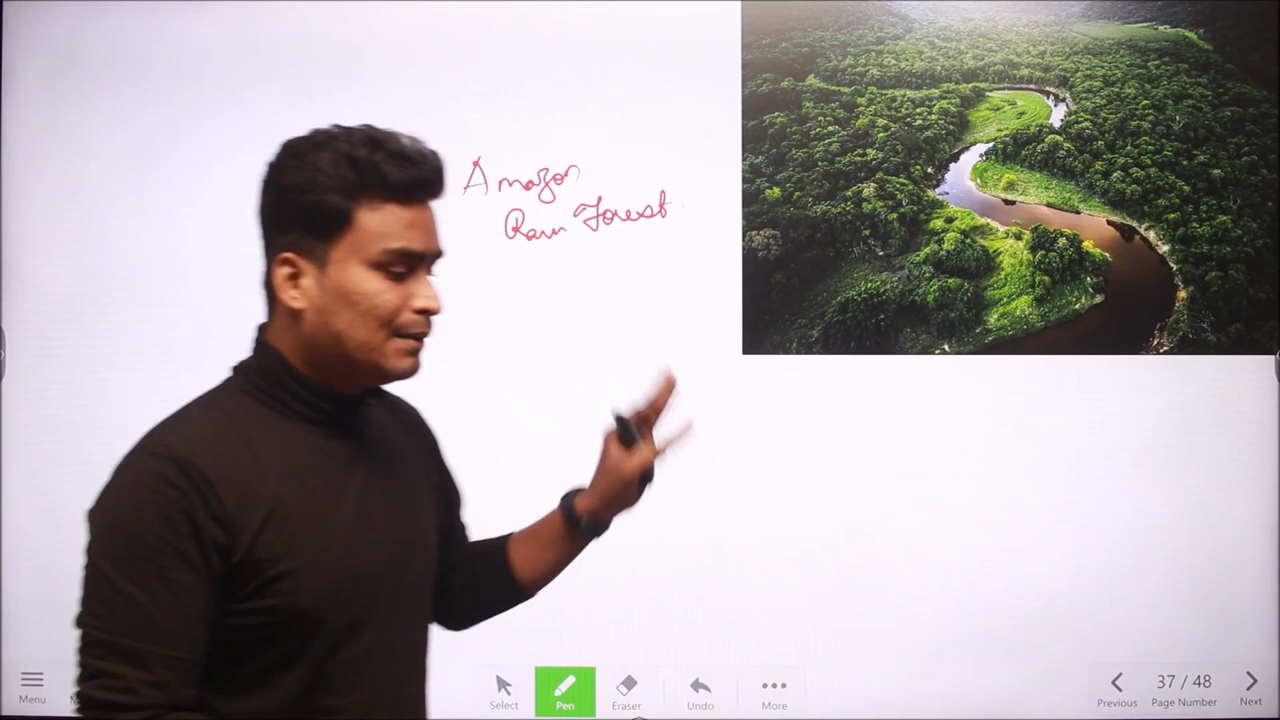 Amazon
Rain Forest
Menu
Select
Pen
Eraser
Undo
More
Previous
37 / 48
Page Number
Next